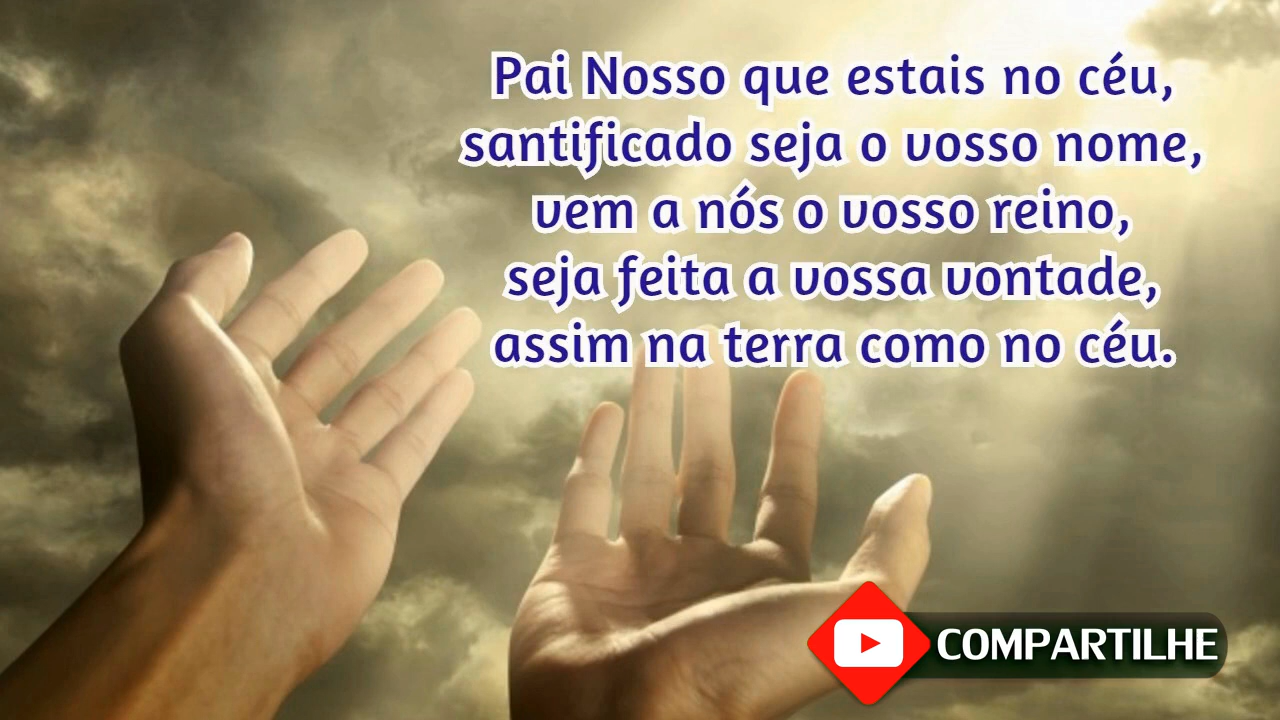 Pai Nosso que estais no céu,
santificado seja o vosso nome,
vem a nós o vosso reino,
seja feita a vossa vontade,
assim na terra como no céu.
COMPARTILHE